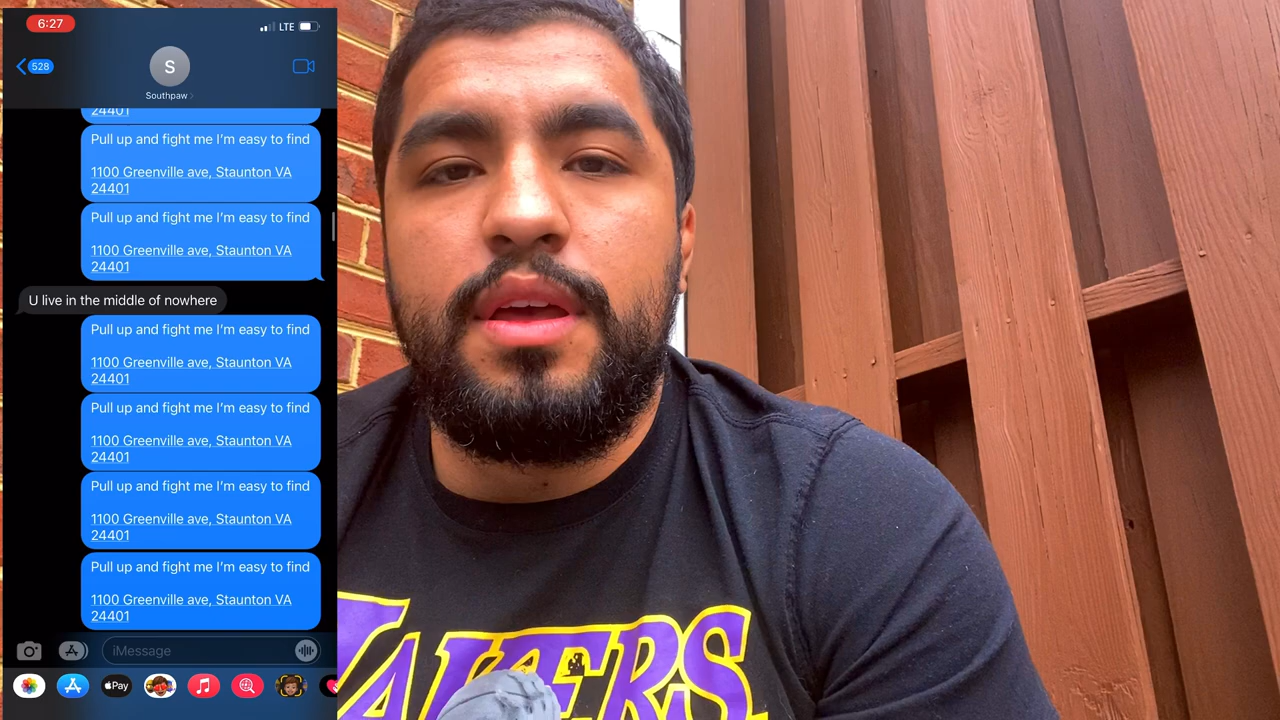 6:27
LTE
528
S
Southpaw
24401
Pull up and fight me I'm easy to find
1100 Greenville ave, Staunton VA
24401
Pull up and fight me I'm easy to find
1100 Greenville ave, Staunton VA
24401
U live in the middle of nowhere
Pull up and fight me I'm easy to find
1100 Greenville ave, Staunton VA
24401
Pull up and fight me I'm easy to find
1100 Greenville ave, Staunton VA
24401
Pull up and fight me I'm easy to find
1100 Greenville ave, Staunton VA
24401
Pull up and fight me I'm easy to find
1100 Greenville ave, Staunton VA
24401
iMessage
Pay
LAKERS